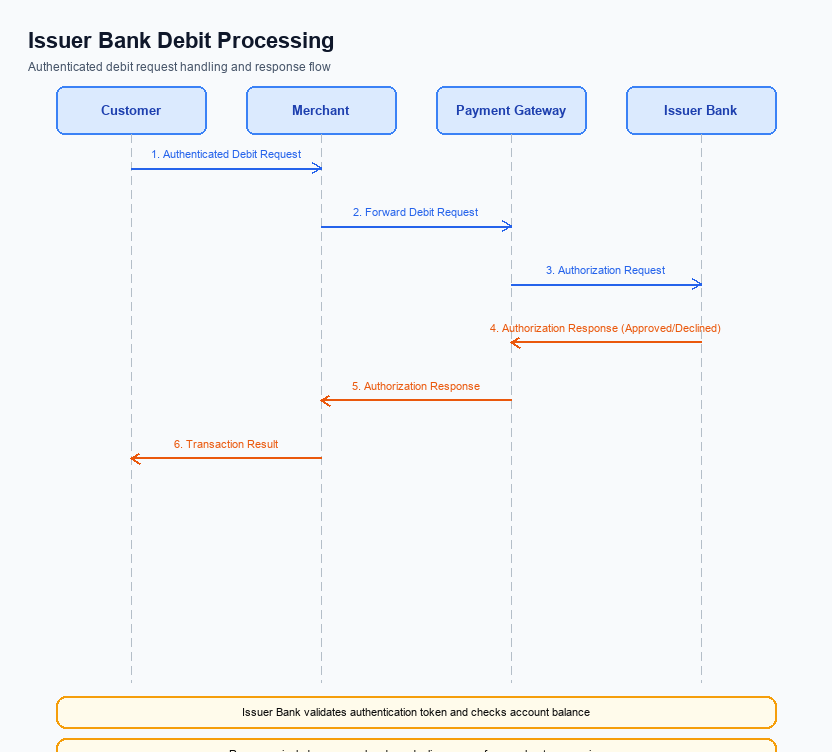 Issuer Bank Debit Processing
Authenticated debit request handling and response flow
Customer
Merchant
Payment Gateway
Issuer Bank
1. Authenticated Debit Request
2. Forward Debit Request
3. Authorization Request
4. Authorization Response (Approved/Declined)
5. Authorization Response
6. Transaction Result
Issuer Bank validates authentication token and checks account balance